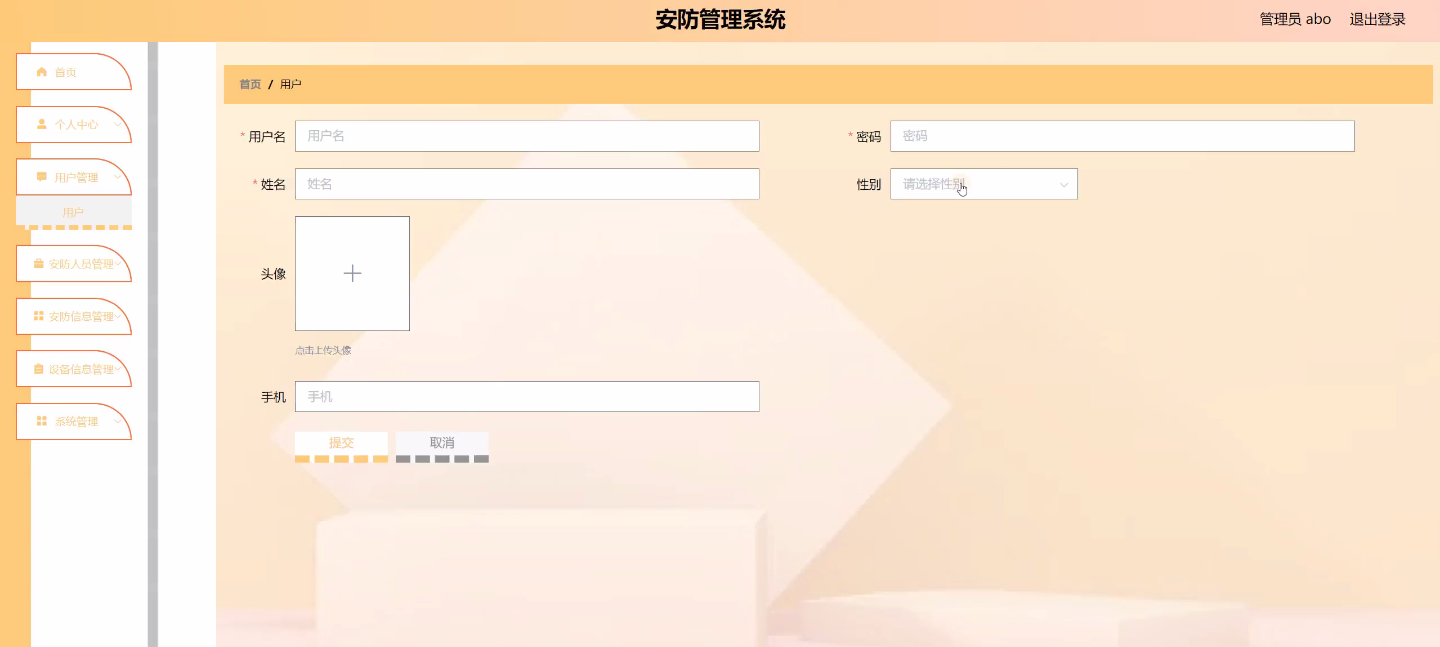 安防管理系统
管理员 abo 退出登录
首页
个人中心
用户管理
用户
安防人员管理
安防信息管理
设备信息管理
系统管理
首页 / 用户
* 用户名 用户名
* 密码 密码
* 姓名 姓名
性别 请选择性别
头像
点击上传头像
手机 手机
提交 取消